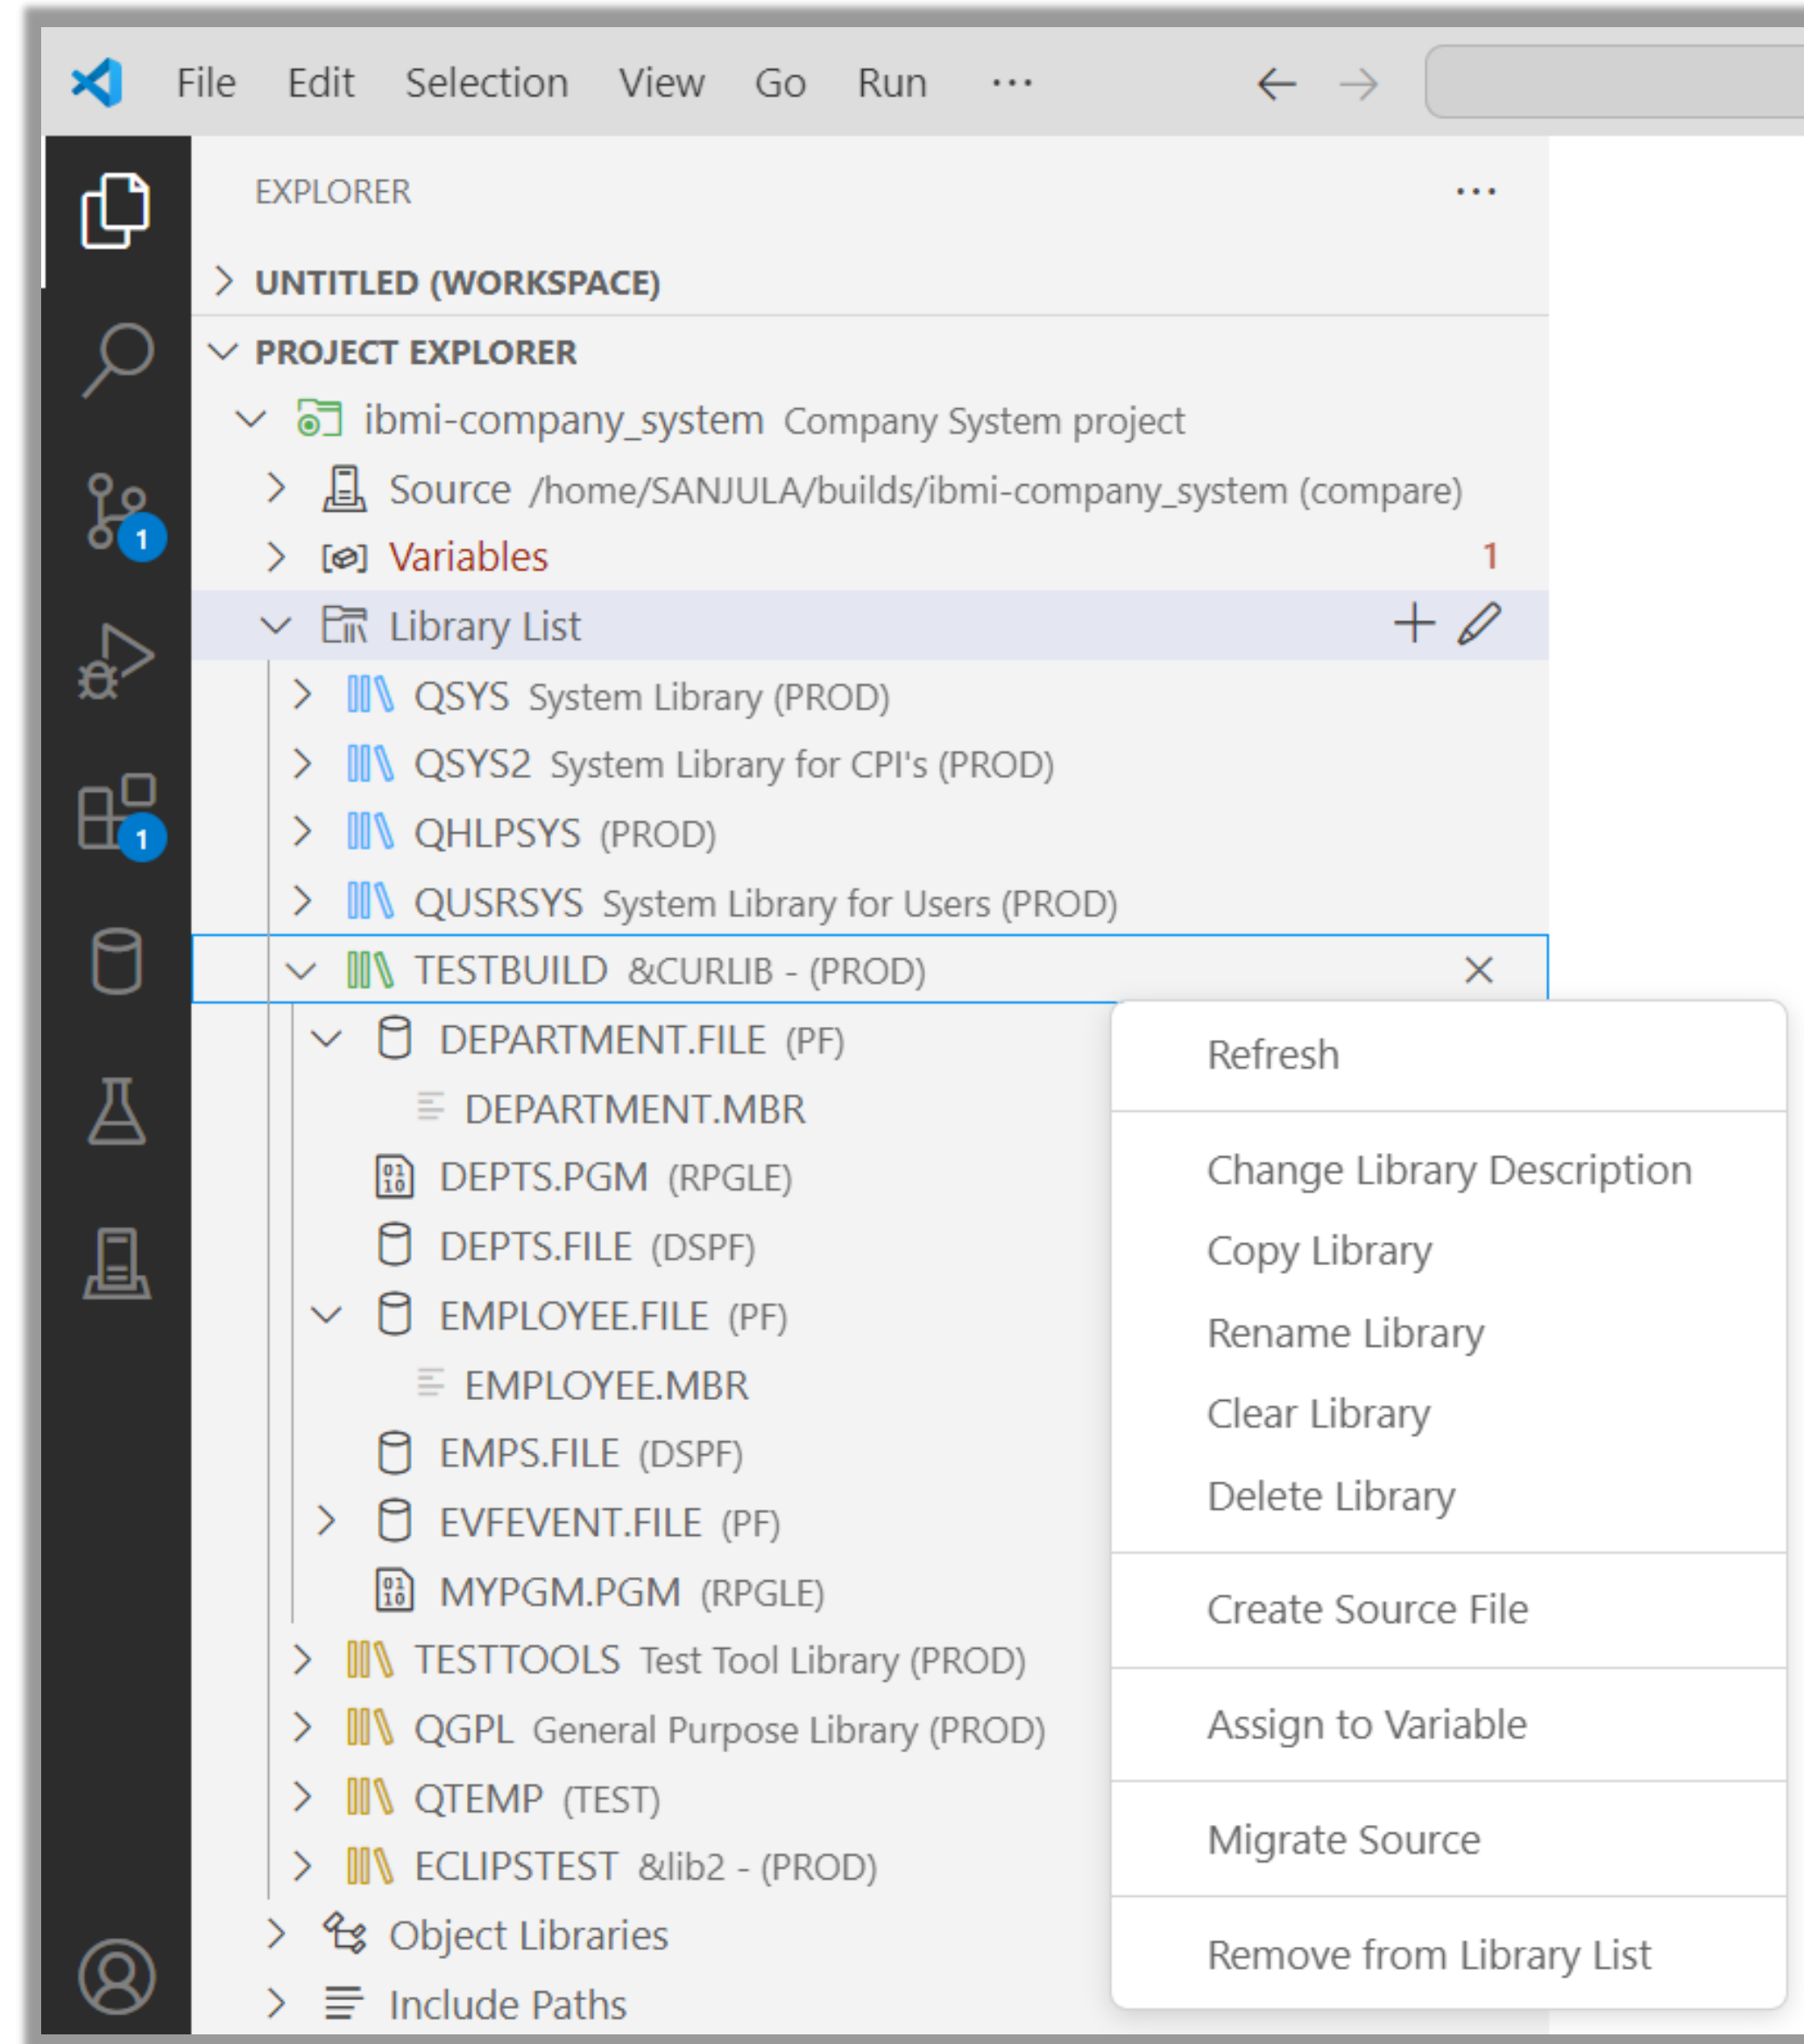 File Edit Selection View Go Run ···
EXPLORER
UNTITLED (WORKSPACE)
PROJECT EXPLORER
ibmi-company_system Company System project
Source /home/SANJULA/builds/ibmi-company_system (compare)
1
Variables 1
Library List
QSYS System Library (PROD)
QSYS2 System Library for CPI's (PROD)
1
QHLPSYS (PROD)
QUSRSYS System Library for Users (PROD)
TESTBUILD &CURLIB - (PROD)
DEPARTMENT.FILE (PF)
DEPARTMENT.MBR
DEPTS.PGM (RPGLE)
DEPTS.FILE (DSPF)
EMPLOYEE.FILE (PF)
EMPLOYEE.MBR
EMPS.FILE (DSPF)
EVFEVENT.FILE (PF)
MYPGM.PGM (RPGLE)
TESTTOOLS Test Tool Library (PROD)
QGPL General Purpose Library (PROD)
QTEMP (TEST)
ECLIPSTEST &lib2 - (PROD)
Object Libraries
Include Paths
Refresh
Change Library Description
Copy Library
Rename Library
Clear Library
Delete Library
Create Source File
Assign to Variable
Migrate Source
Remove from Library List